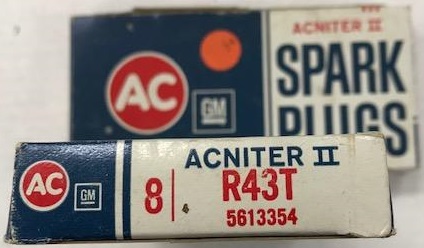 ACNITER II
AC
GM
SPARK
PLUGS
AC
GM
8
ACNITER II
R43T
5613354